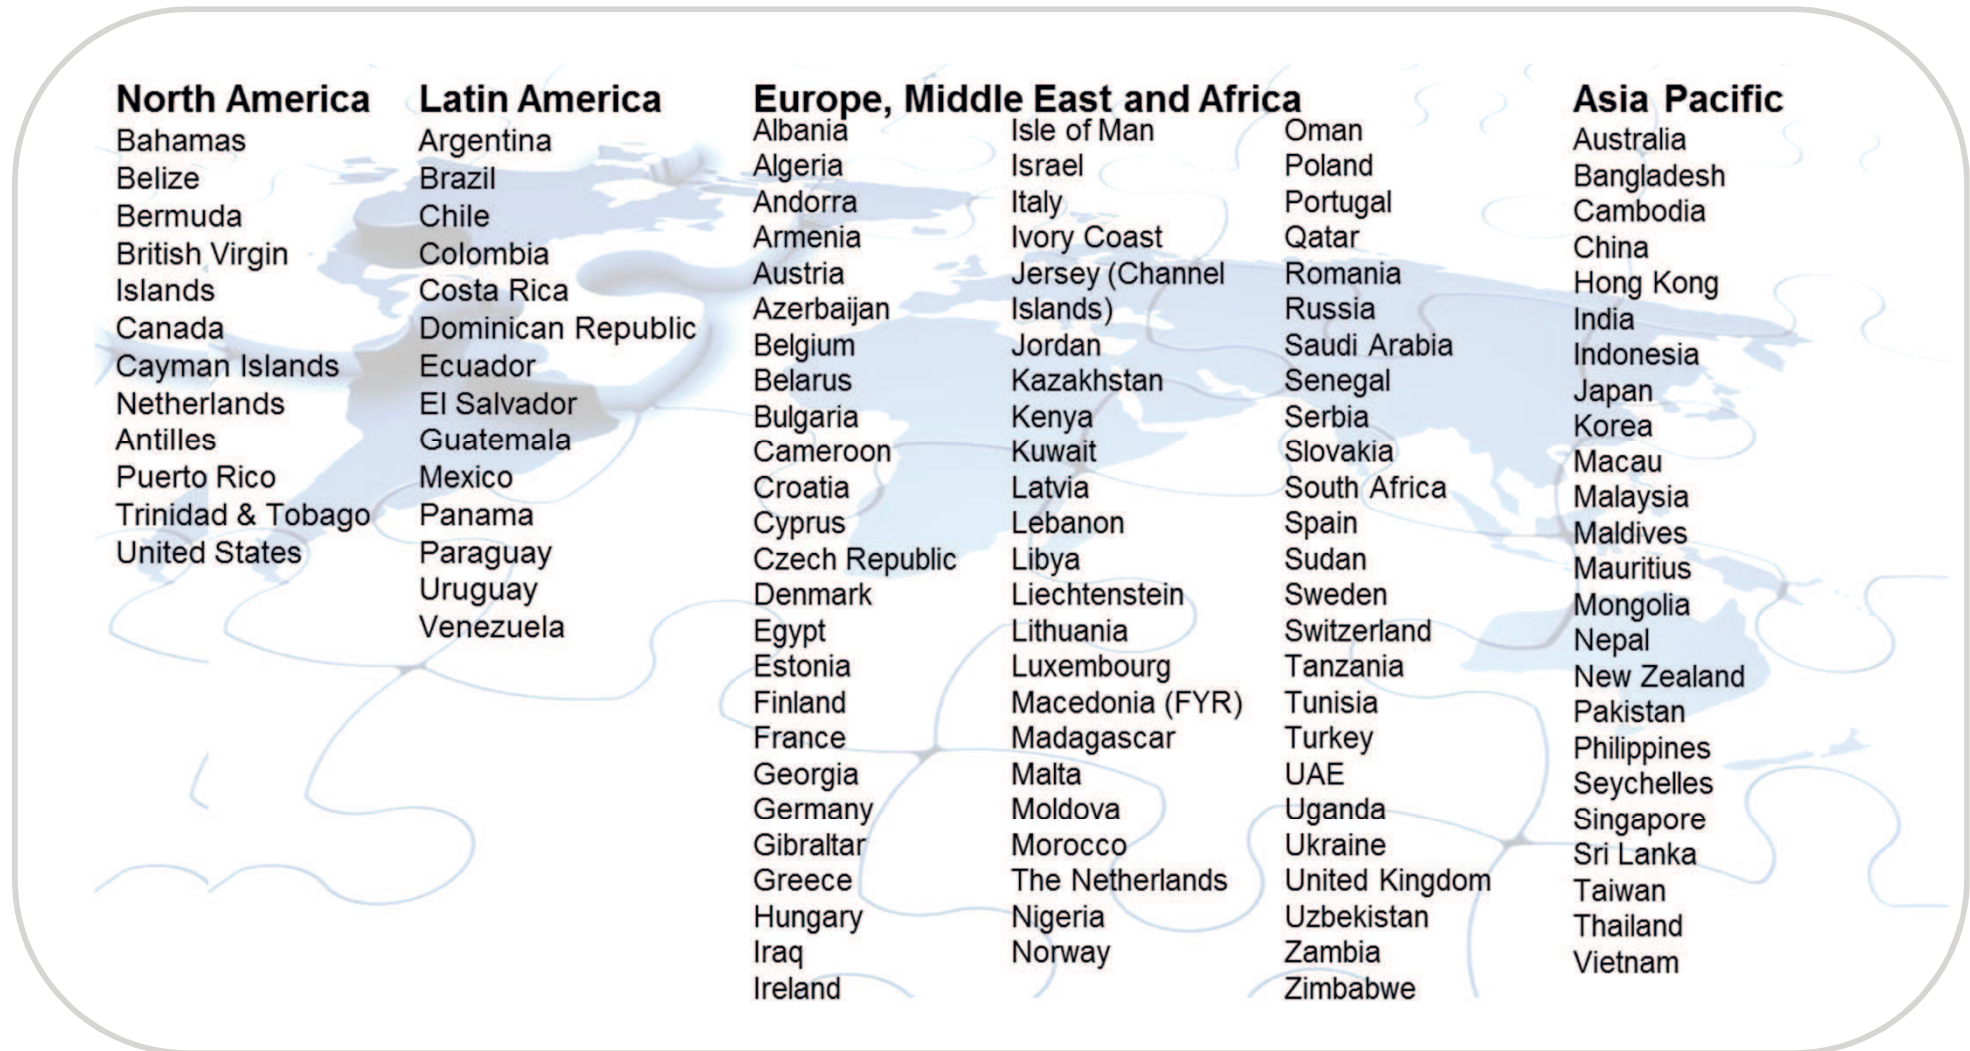 North America
Bahamas
Belize
Bermuda
British Virgin
Islands
Canada
Cayman Islands
Netherlands
Antilles
Puerto Rico
Trinidad & Tobago
United States
Latin America
Argentina
Brazil
Chile
Colombia
Costa Rica
Dominican Republic
Ecuador
El Salvador
Guatemala
Mexico
Panama
Paraguay
Uruguay
Venezuela
Europe, Middle East and Africa
Albania
Algeria
Andorra
Armenia
Austria
Azerbaijan
Belgium
Belarus
Bulgaria
Cameroon
Croatia
Cyprus
Czech Republic
Denmark
Egypt
Estonia
Finland
France
Georgia
Germany
Gibraltar
Greece
Hungary
Iraq
Ireland
Isle of Man
Israel
Italy
Ivory Coast
Jersey (Channel
Islands)
Jordan
Kazakhstan
Kenya
Kuwait
Latvia
Lebanon
Libya
Liechtenstein
Lithuania
Luxembourg
Macedonia (FYR)
Madagascar
Malta
Moldova
Morocco
The Netherlands
Nigeria
Norway
Oman
Poland
Portugal
Qatar
Romania
Russia
Saudi Arabia
Senegal
Serbia
Slovakia
South Africa
Spain
Sudan
Sweden
Switzerland
Tanzania
Tunisia
Turkey
UAE
Uganda
Ukraine
United Kingdom
Uzbekistan
Zambia
Zimbabwe
Asia Pacific
Australia
Bangladesh
Cambodia
China
Hong Kong
India
Indonesia
Japan
Korea
Macau
Malaysia
Maldives
Mauritius
Mongolia
Nepal
New Zealand
Pakistan
Philippines
Seychelles
Singapore
Sri Lanka
Taiwan
Thailand
Vietnam